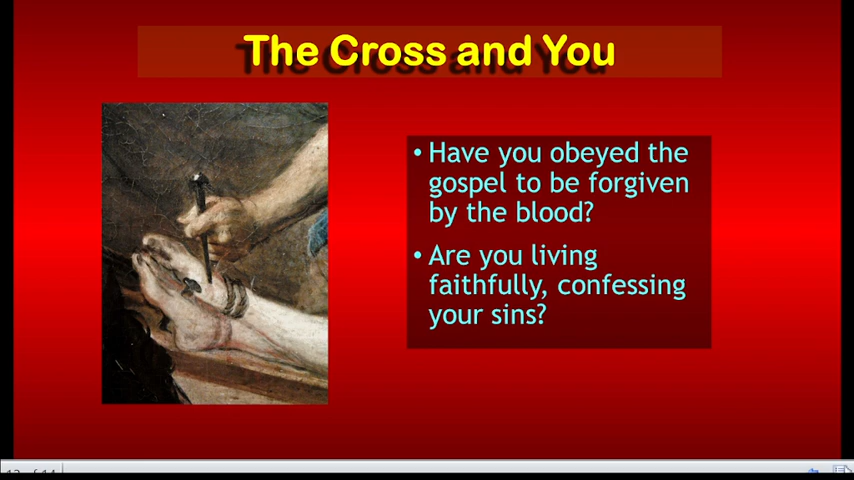 The Cross and You
• Have you obeyed the
gospel to be forgiven
by the blood?
• Are you living
faithfully, confessing
your sins?